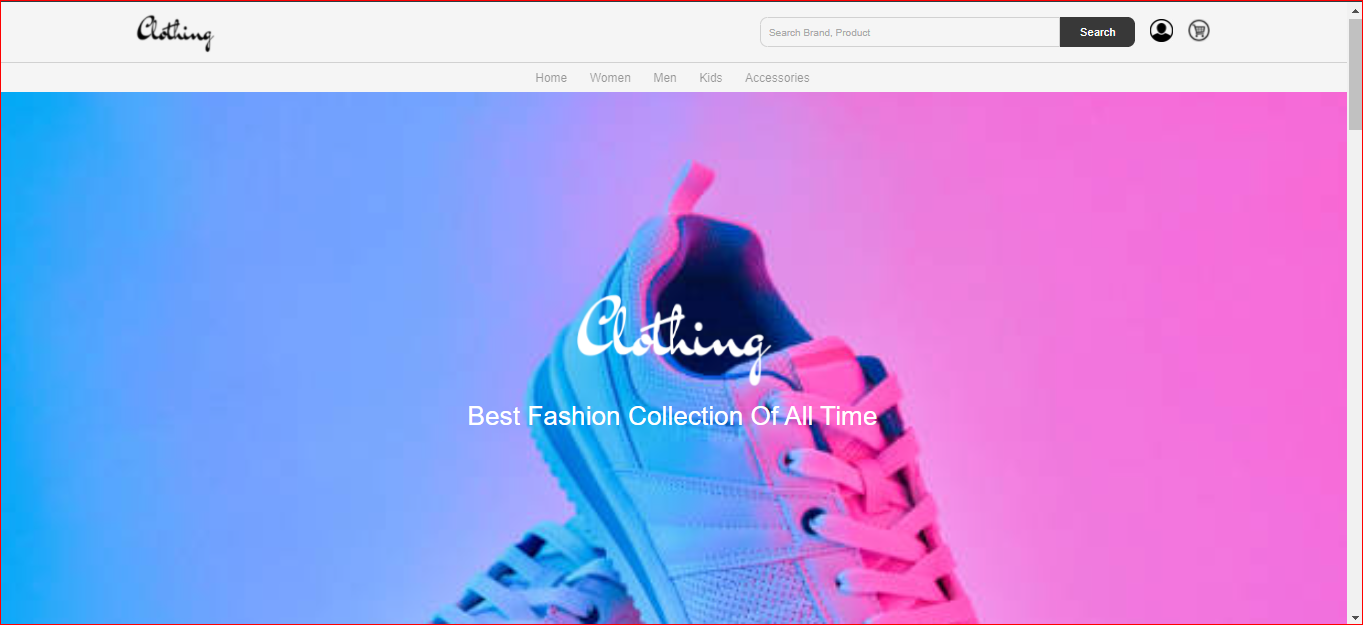 Clothing
Search Brand, Product
Search
Home Women Men Kids Accessories
Clothing
Best Fashion Collection Of All Time